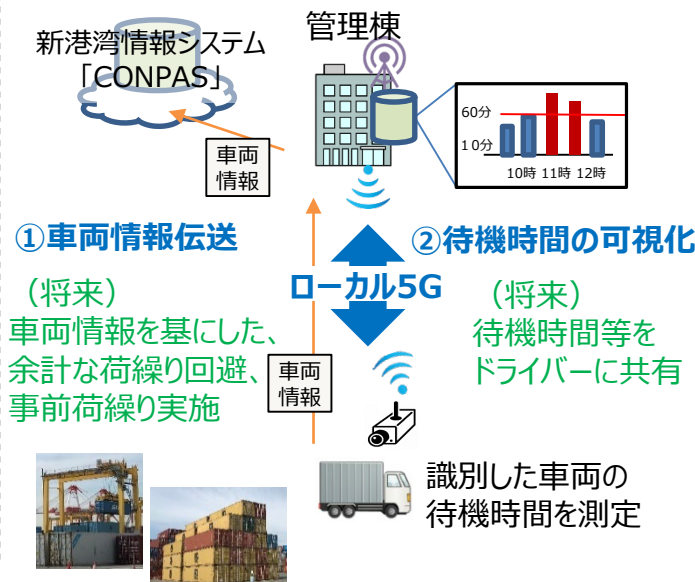 新港湾情報システム
「CONPAS」
管理棟
60分
10分
10時 11時 12時
車両
情報
①車両情報伝送
②待機時間の可視化
ローカル5G
（将来）
車両情報を基にした、
余計な荷繰り回避、
事前荷繰り実施
（将来）
待機時間等を
ドライバーに共有
車両
情報
識別した車両の
待機時間を測定